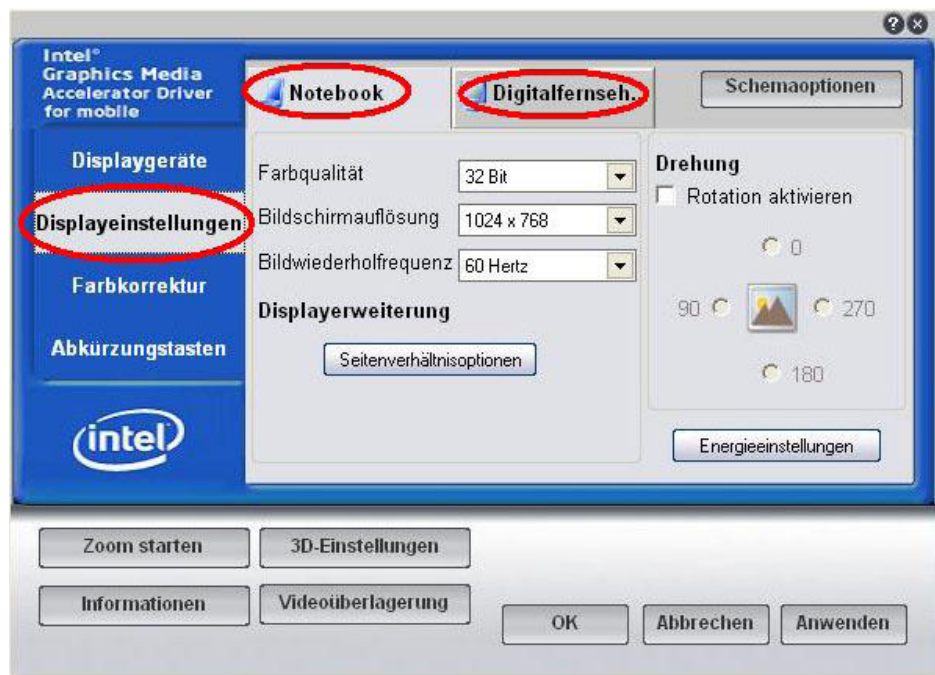 Intel®
Graphics Media
Accelerator Driver
for mobile
Notebook
Digitalfernseh..
Schemaoptionen
Displaygeräte
Displayeinstellungen
Farbkorrektur
Abkürzungstasten
intel
Farbqualität
32 Bit
Bildschirmauflösung
1024 x 768
Bildwiederholfrequenz
60 Hertz
Displayerweiterung
Seitenverhältnisoptionen
Drehung
Rotation aktivieren
0
90
270
180
Energieeinstellungen
Zoom starten
3D-Einstellungen
Informationen
Videoüberlagerung
OK
Abbrechen
Anwenden